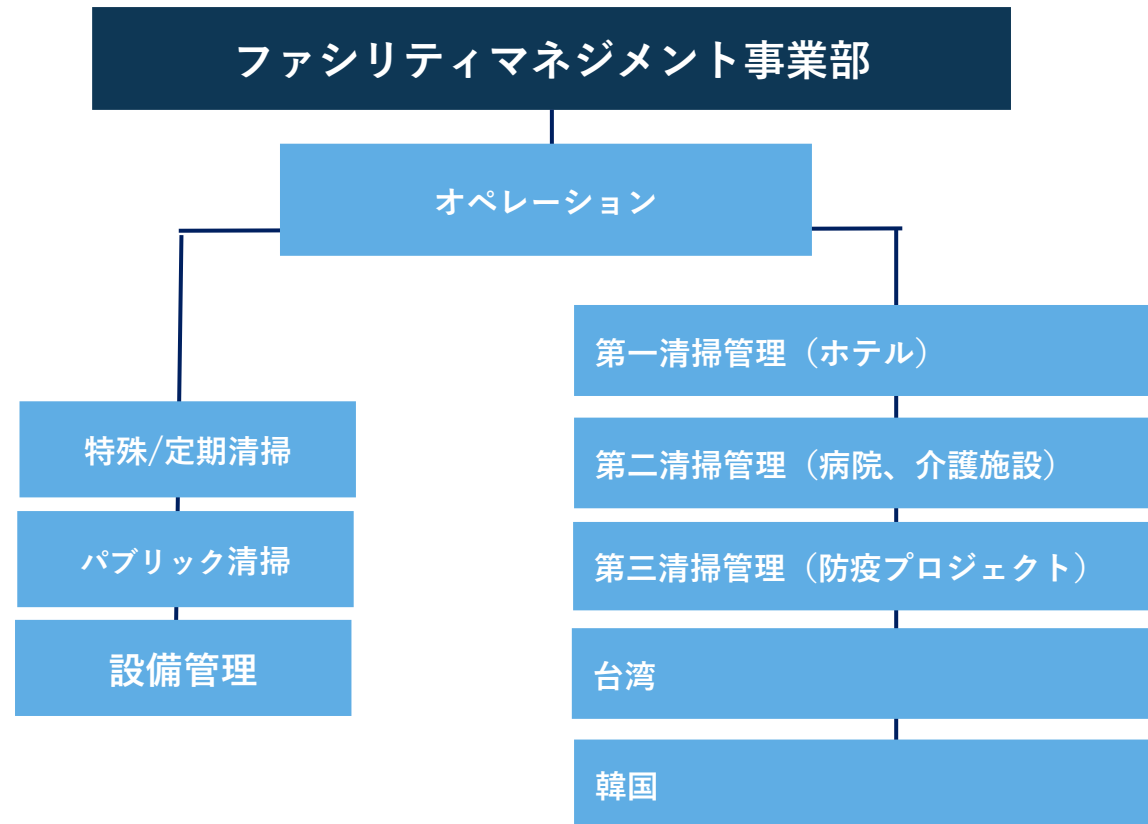 ファシリティマネジメント事業部
オペレーション
特殊/定期清掃
パブリック清掃
設備管理
第一清掃管理（ホテル）
第二清掃管理（病院、介護施設）
第三清掃管理（防疫プロジェクト）
台湾
韓国